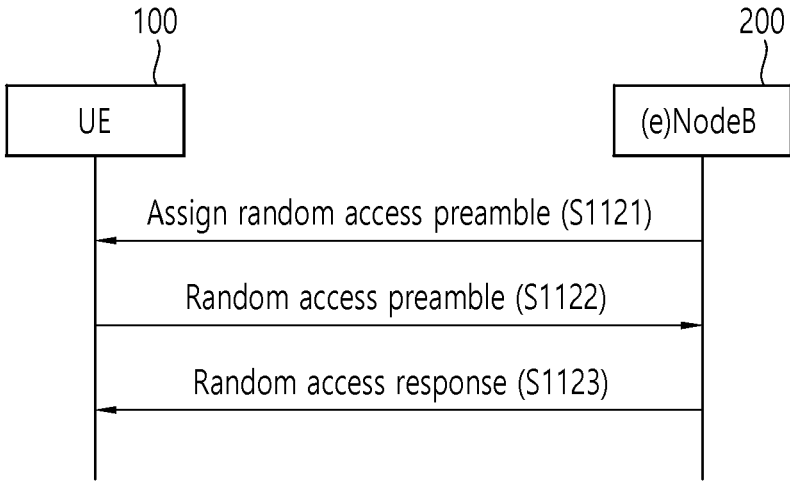 100
200
UE
(e)NodeB
Assign random access preamble (S1121)
Random access preamble (S1122)
Random access response (S1123)